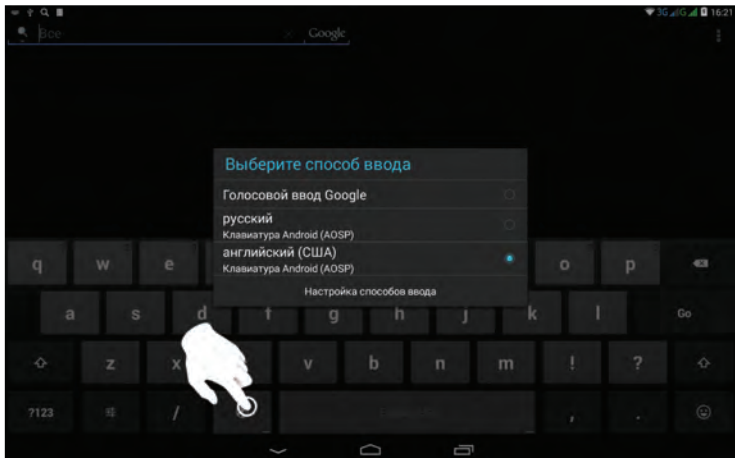 3G G 16:21
Все Google
Выберите способ ввода
Голосовой ввод Google
русский
Клавиатура Android (AOSP)
английский (США)
Клавиатура Android (AOSP)
Настройка способов ввода
q w e o p
a s d f g h j k l Go
z x v b n m ! ?
?123 / , .